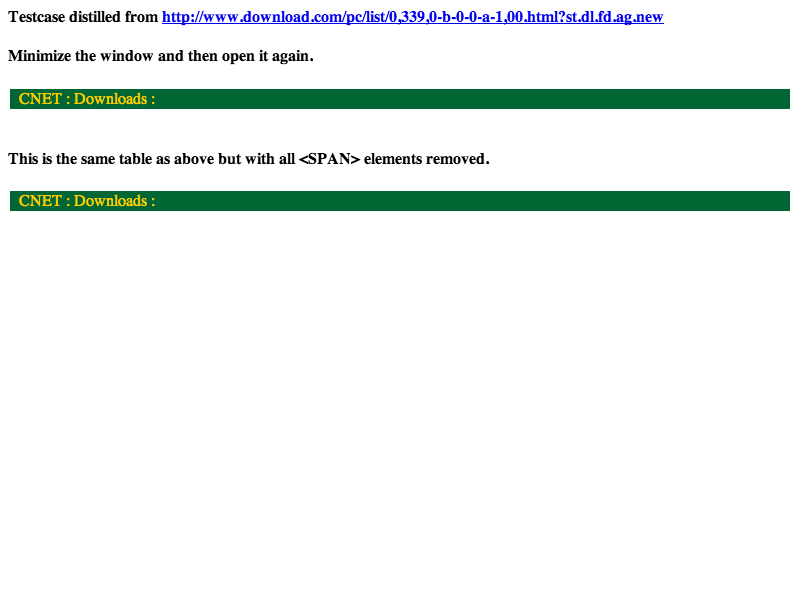 Testcase distilled from http://www.download.com/pc/list/0,339,0-b-0-0-a-1,00.html?st.dl.fd.ag.new
Minimize the window and then open it again.
CNET : Downloads :
This is the same table as above but with all <SPAN> elements removed.
CNET : Downloads :